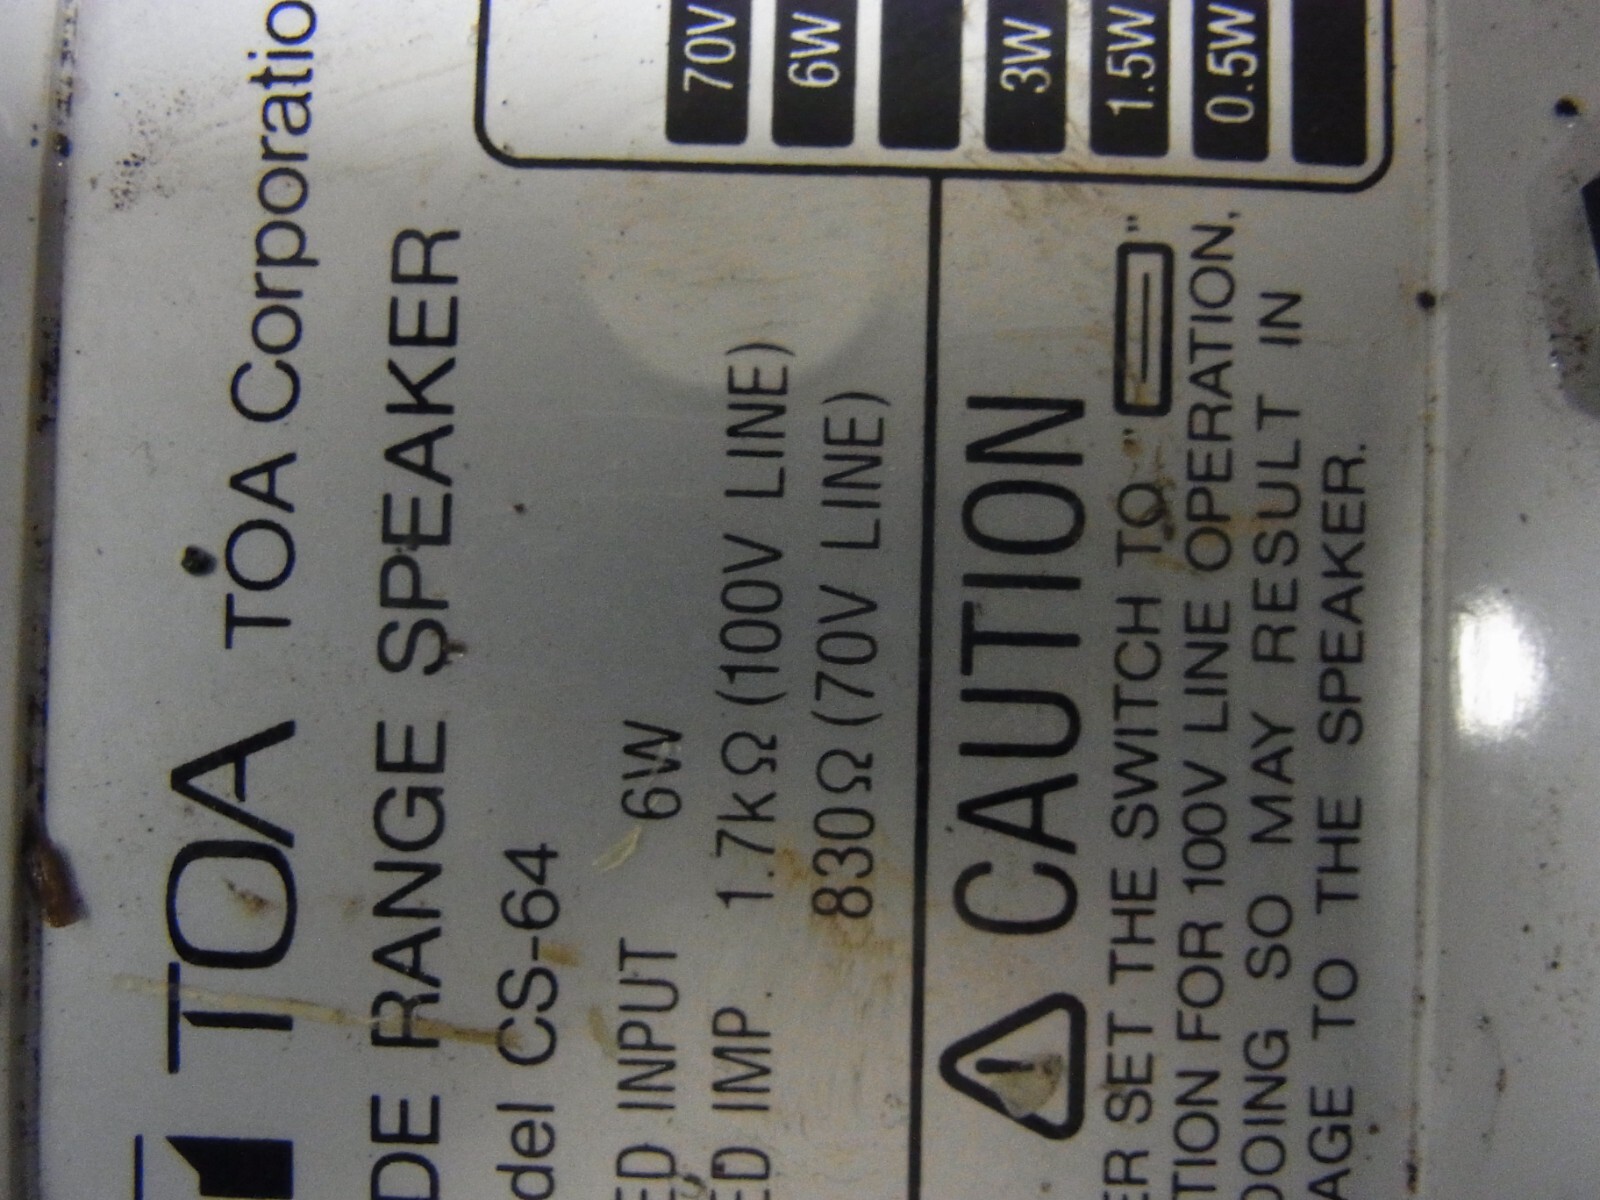 TOA TOA Corporatio
DE RANGE SPEAKER
del CS-64
ED INPUT 6W
ED IMP. 1.7kΩ (100V LINE)
830Ω (70V LINE)
70V
6W
3W
1.5W
0.5W
CAUTION
ER SET THE SWITCH TO " "
TION FOR 100V LINE OPERATION,
DOING SO MAY RESULT IN
AGE TO THE SPEAKER.